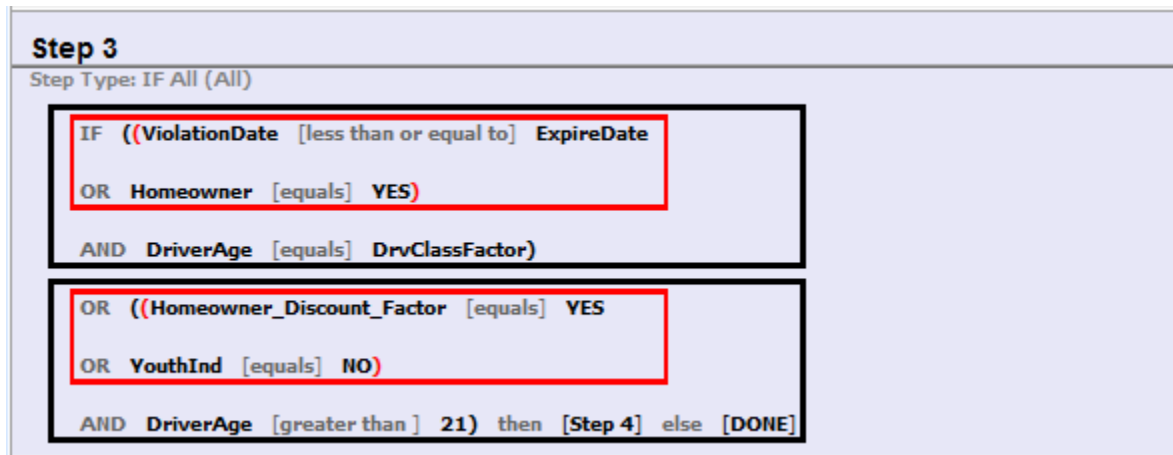 Step 3
Step Type: IF All (All)
IF ((ViolationDate [less than or equal to] ExpireDate
OR Homeowner [equals] YES)
AND DriverAge [equals] DrvClassFactor)
OR ((Homeowner_Discount_Factor [equals] YES
OR YouthInd [equals] NO)
AND DriverAge [greater than ] 21) then [Step 4] else [DONE]